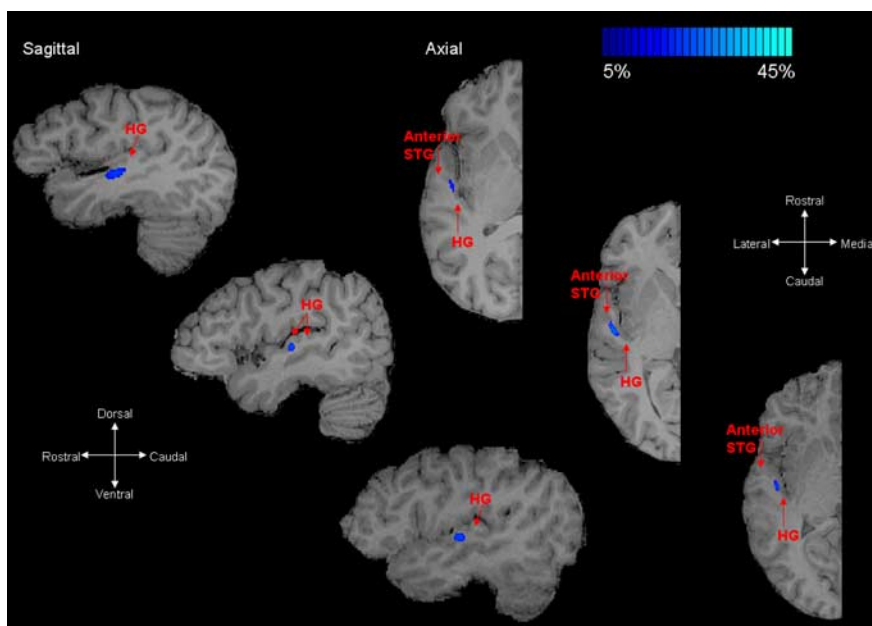 Sagittal
Axial
5%
45%
HG
Anterior
STG
HG
Rostral
Lateral
Media
Caudal
Anterior
STG
HG
HG
Dorsal
Rostral
Caudal
Ventral
Anterior
STG
HG
HG